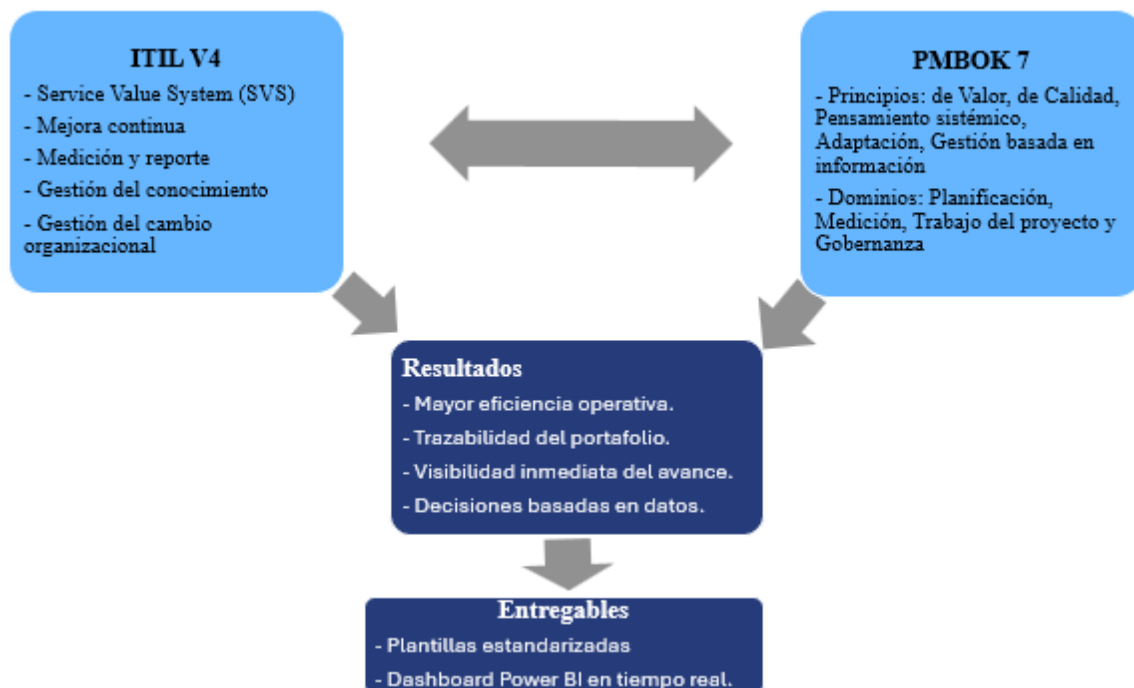 ITIL V4
- Service Value System (SVS)
- Mejora continua
- Medición y reporte
- Gestión del conocimiento
- Gestión del cambio
organizacional
PMBOK 7
- Principios: de Valor, de Calidad,
Pensamiento sistémico,
Adaptación, Gestión basada en
información
- Dominios: Planificación,
Medición, Trabajo del proyecto y
Gobernanza
Resultados
- Mayor eficiencia operativa.
- Trazabilidad del portafolio.
- Visibilidad inmediata del avance.
- Decisiones basadas en datos.
Entregables
- Plantillas estandarizadas
- Dashboard Power BI en tiempo real.